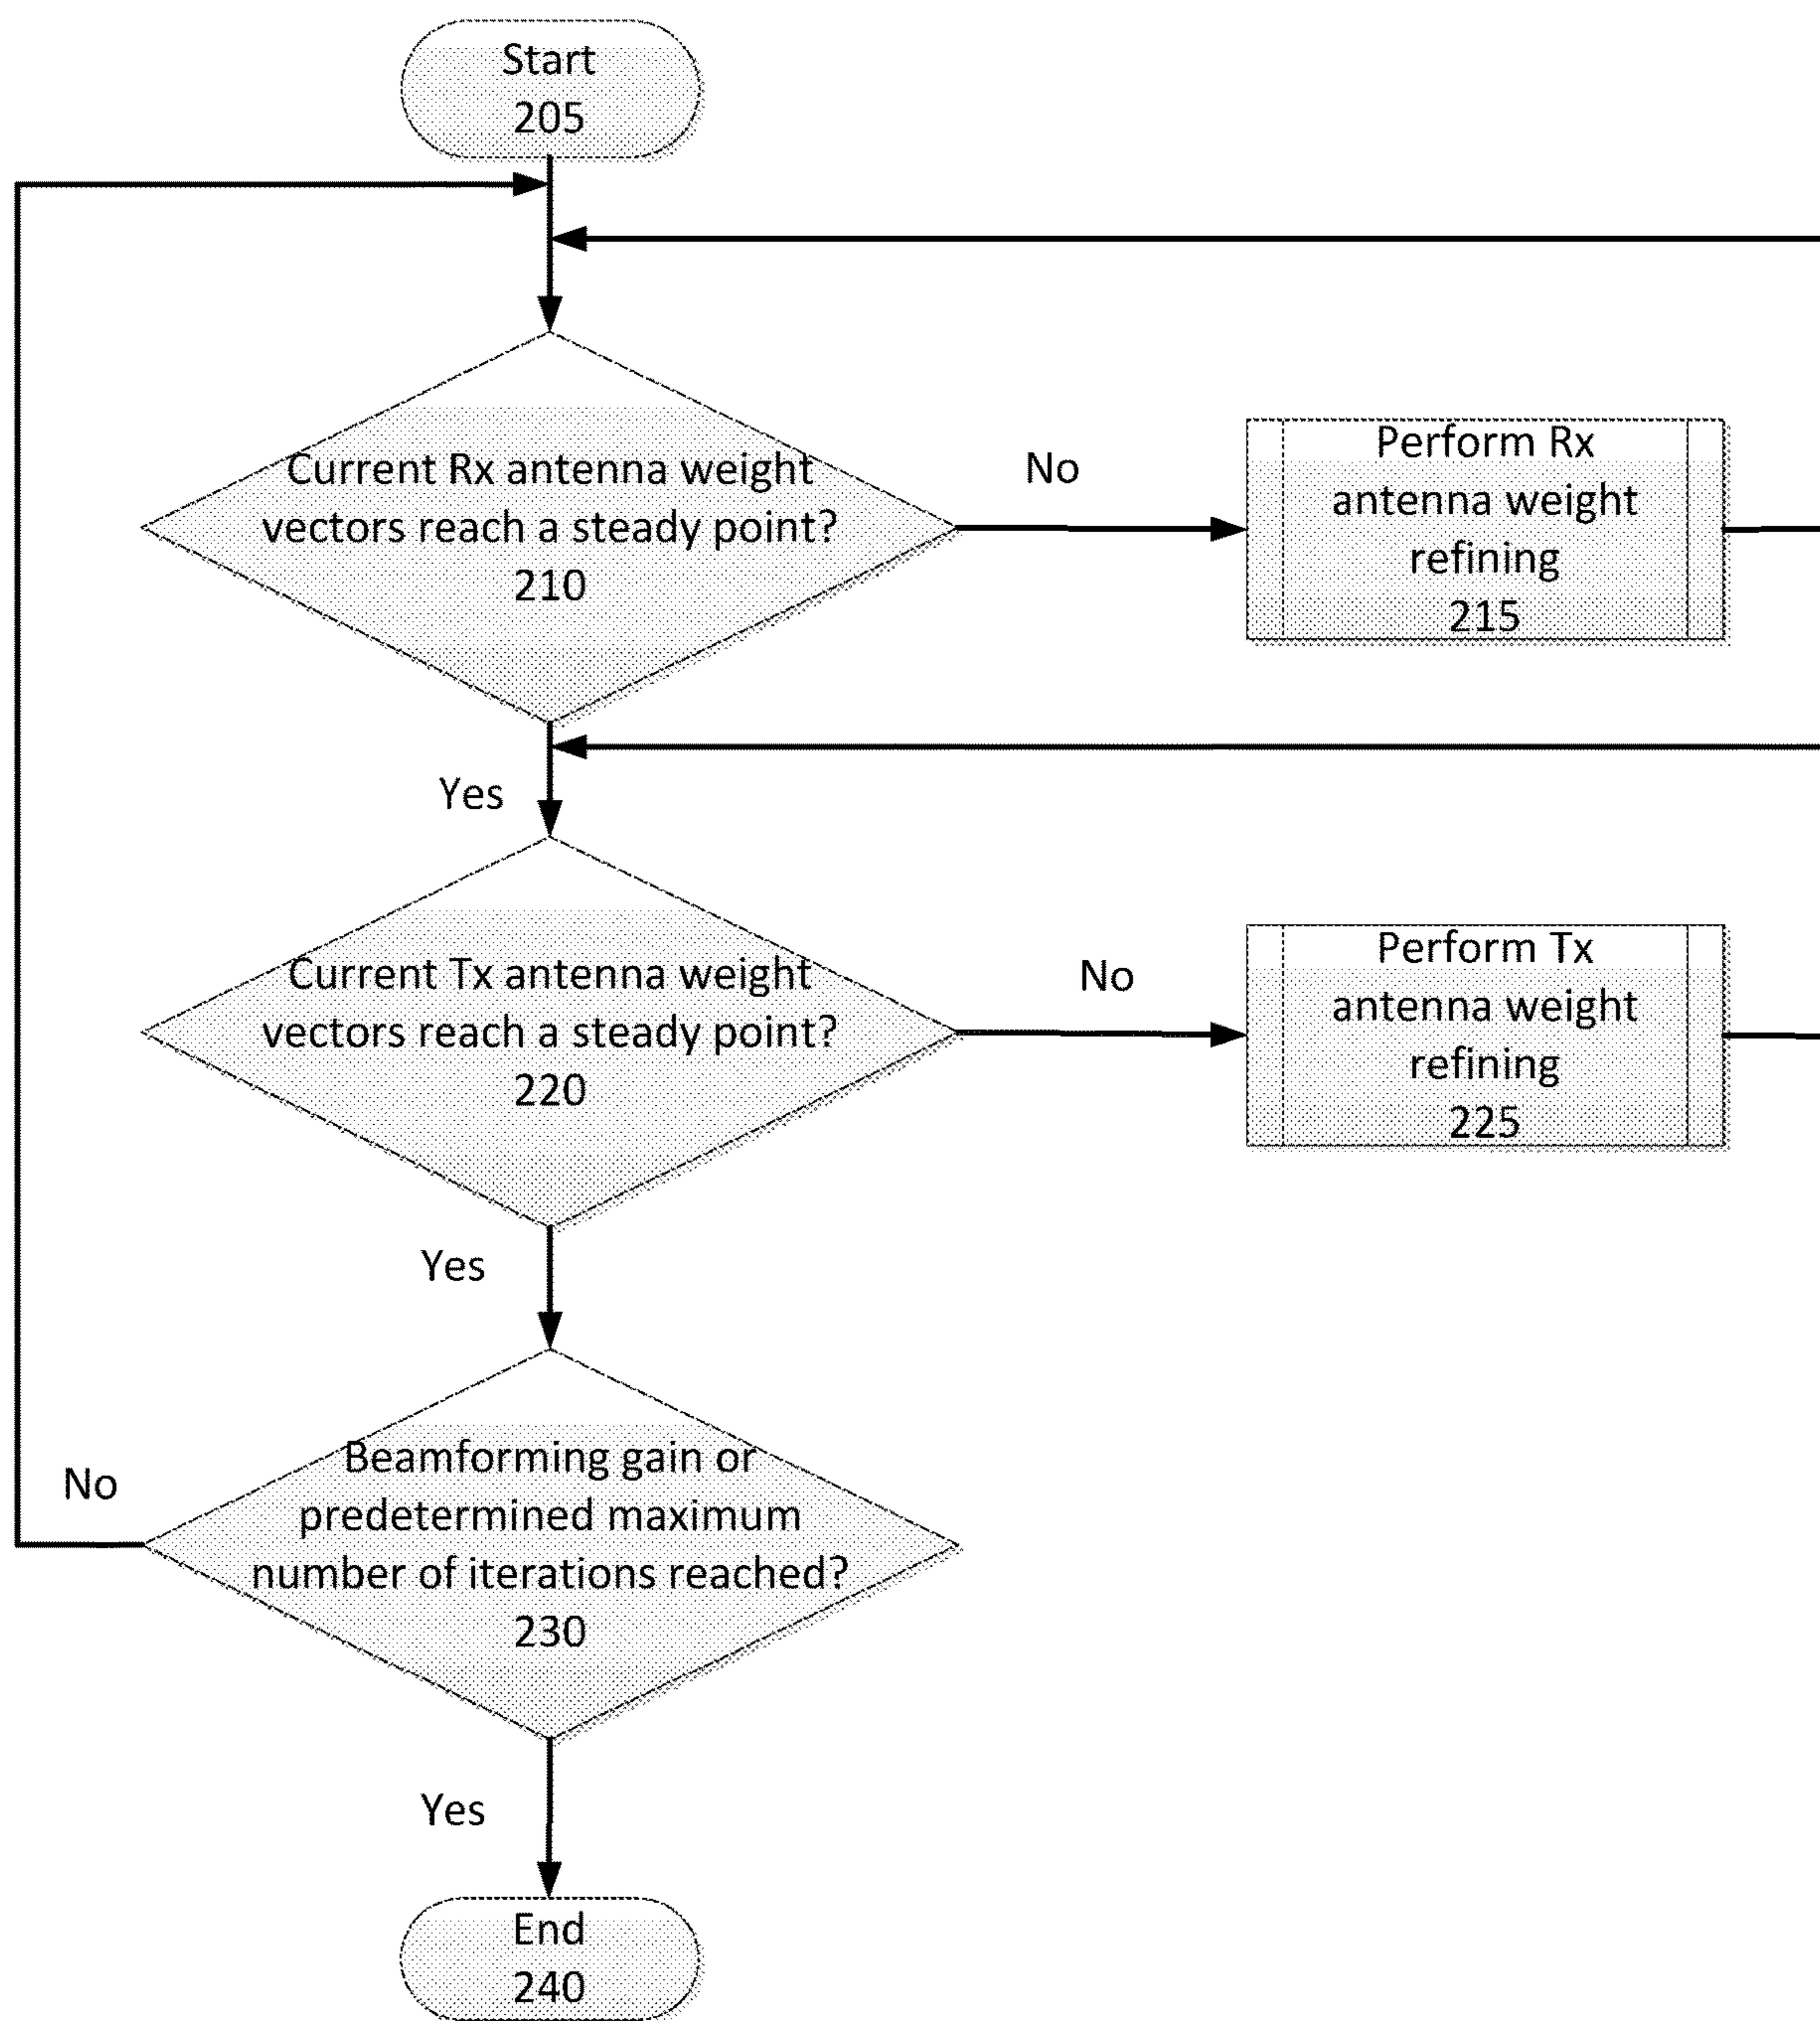 Start
205
Current Rx antenna weight
vectors reach a steady point?
210
No
Perform Rx
antenna weight
refining
215
Yes
Current Tx antenna weight
vectors reach a steady point?
220
No
Perform Tx
antenna weight
refining
225
Yes
Beamforming gain or
predetermined maximum
number of iterations reached?
230
No
Yes
End
240